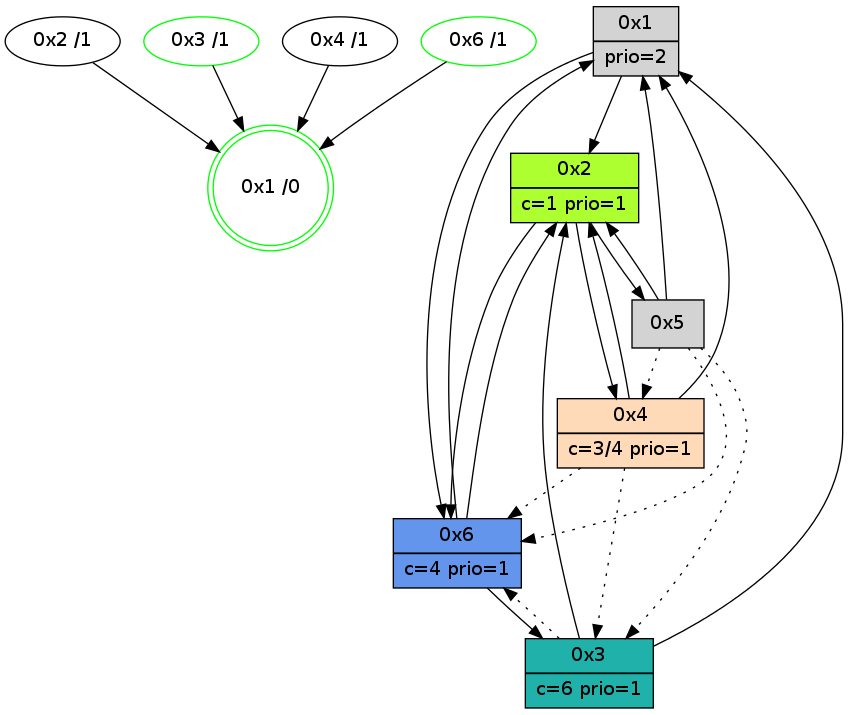 0x2 /1
0x3 /1
0x4 /1
0x6 /1
0x1 /0
0x1
prio=2
0x2
c=1 prio=1
0x5
0x4
c=3/4 prio=1
0x6
c=4 prio=1
0x3
c=6 prio=1